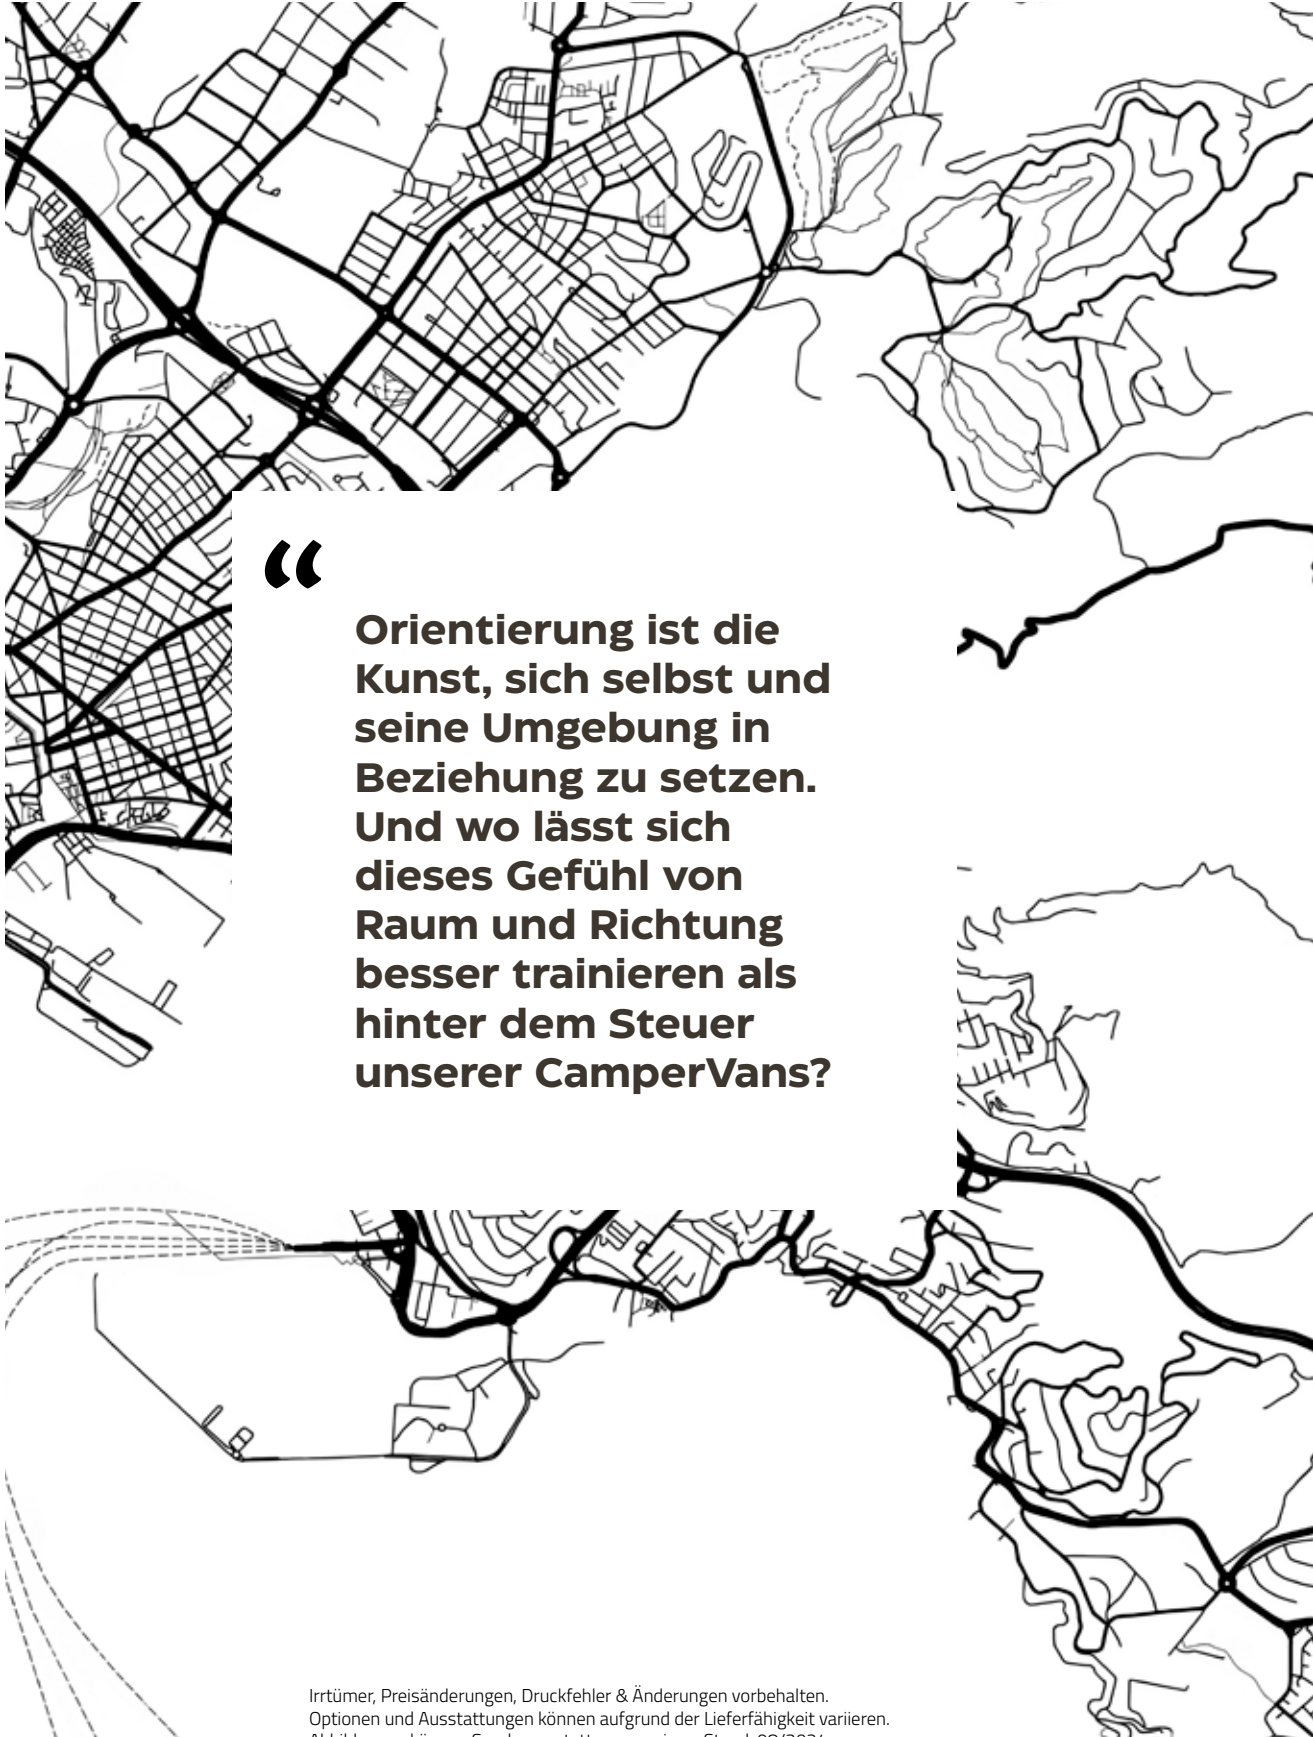 “
Orientierung ist die
Kunst, sich selbst und
seine Umgebung in
Beziehung zu setzen.
Und wo lässt sich
dieses Gefühl von
Raum und Richtung
besser trainieren als
hinter dem Steuer
unserer CamperVans?
Irrtümer, Preisänderungen, Druckfehler & Änderungen vorbehalten.
Optionen und Ausstattungen können aufgrund der Lieferfähigkeit variieren.